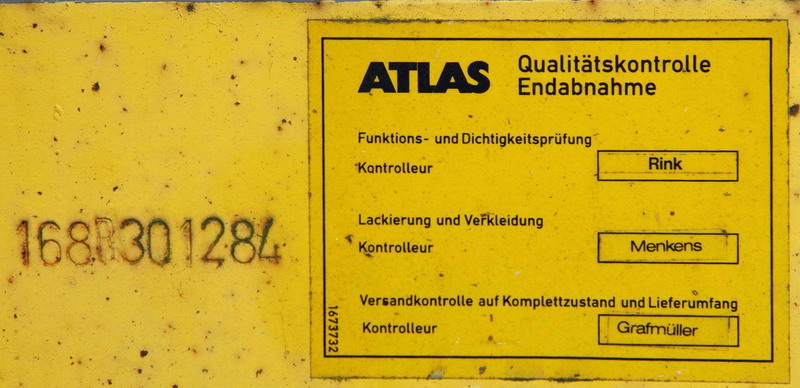 168B301284
ATLAS
Qualitätskontrolle
Endabnahme
Funktions- und Dichtigkeitsprüfung
Kontrolleur Rink
Lackierung und Verkleidung
Kontrolleur Menkens
Versandkontrolle auf Komplettzustand und Lieferumfang
Kontrolleur Grafmüller
1673732